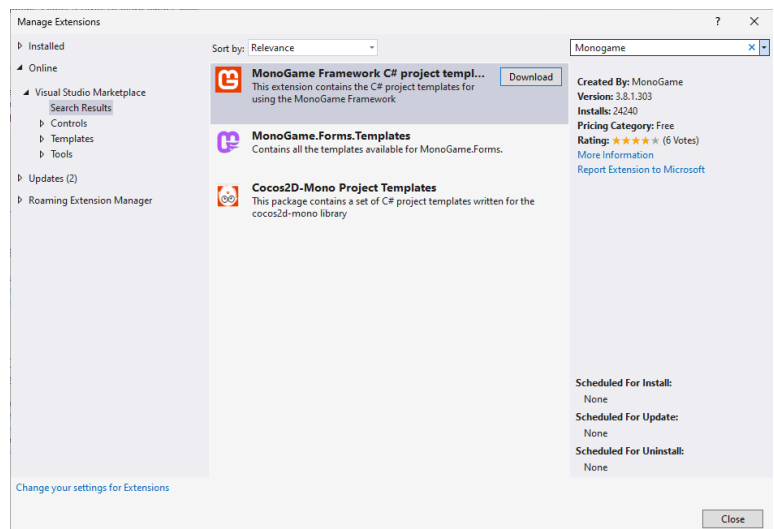 Manage Extensions
?
Installed
Online
Visual Studio Marketplace
Search Results
Controls
Templates
Tools
Updates (2)
Roaming Extension Manager
Change your settings for Extensions
Sort by: Relevance
MonoGame Framework C# project templ...
Download
This extension contains the C# project templates for
using the MonoGame Framework
MonoGame.Forms.Templates
Contains all the templates available for MonoGame.Forms.
Cocos2D-Mono Project Templates
This package contains a set of C# project templates written for the
cocos2d-mono library
Monogame
Created By: MonoGame
Version: 3.8.1.303
Installs: 24240
Pricing Category: Free
Rating: ★★★★★ (6 Votes)
More Information
Report Extension to Microsoft
Scheduled For Install:
None
Scheduled For Update:
None
Scheduled For Uninstall:
None
Close